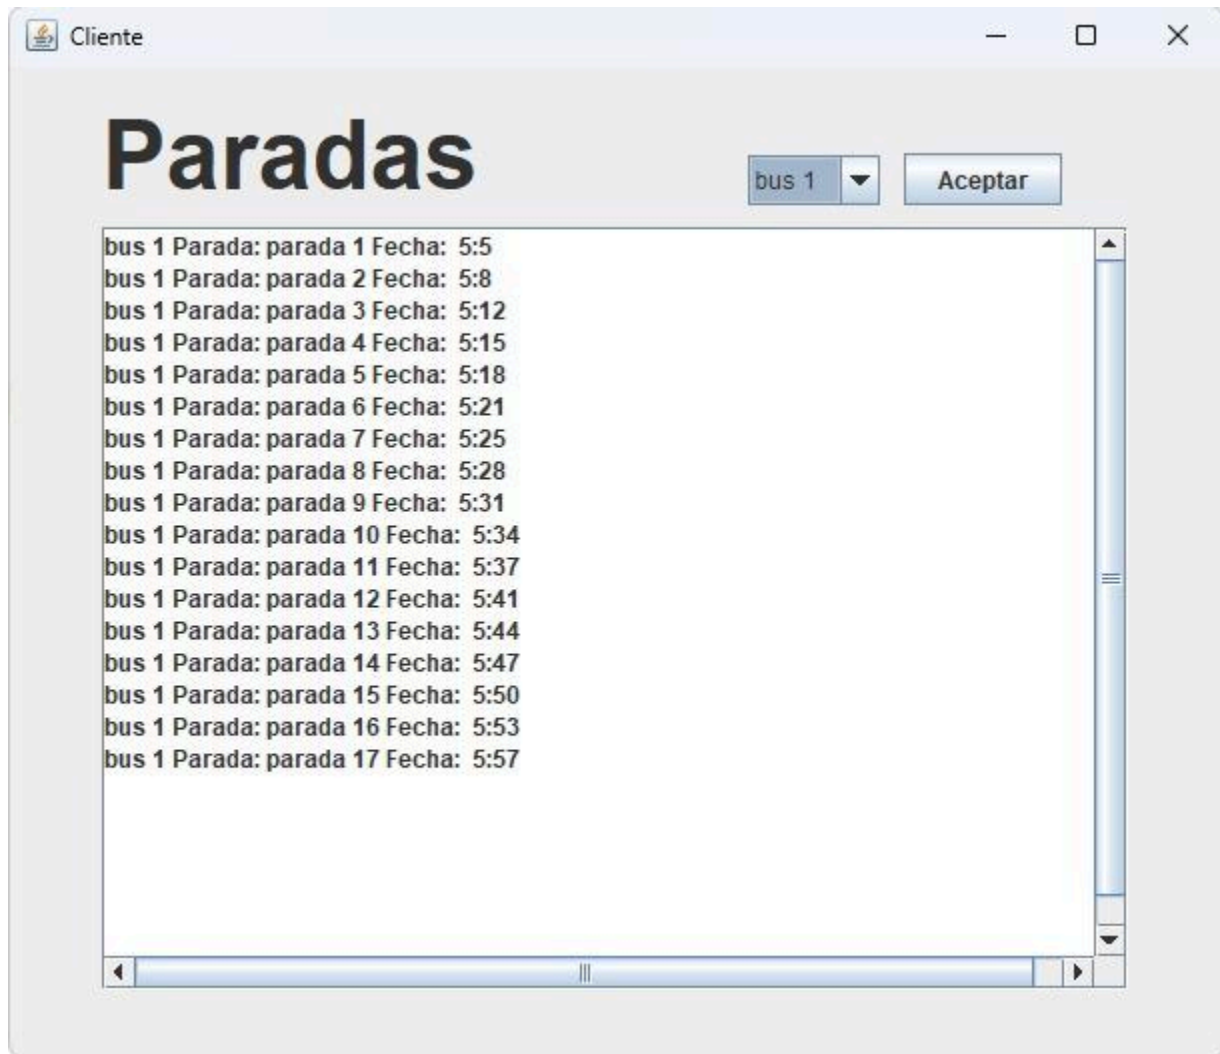 Cliente
Paradas
bus 1
Aceptar
bus 1 Parada: parada 1 Fecha:  5:5
bus 1 Parada: parada 2 Fecha:  5:8
bus 1 Parada: parada 3 Fecha:  5:12
bus 1 Parada: parada 4 Fecha:  5:15
bus 1 Parada: parada 5 Fecha:  5:18
bus 1 Parada: parada 6 Fecha:  5:21
bus 1 Parada: parada 7 Fecha:  5:25
bus 1 Parada: parada 8 Fecha:  5:28
bus 1 Parada: parada 9 Fecha:  5:31
bus 1 Parada: parada 10 Fecha:  5:34
bus 1 Parada: parada 11 Fecha:  5:37
bus 1 Parada: parada 12 Fecha:  5:41
bus 1 Parada: parada 13 Fecha:  5:44
bus 1 Parada: parada 14 Fecha:  5:47
bus 1 Parada: parada 15 Fecha:  5:50
bus 1 Parada: parada 16 Fecha:  5:53
bus 1 Parada: parada 17 Fecha:  5:57